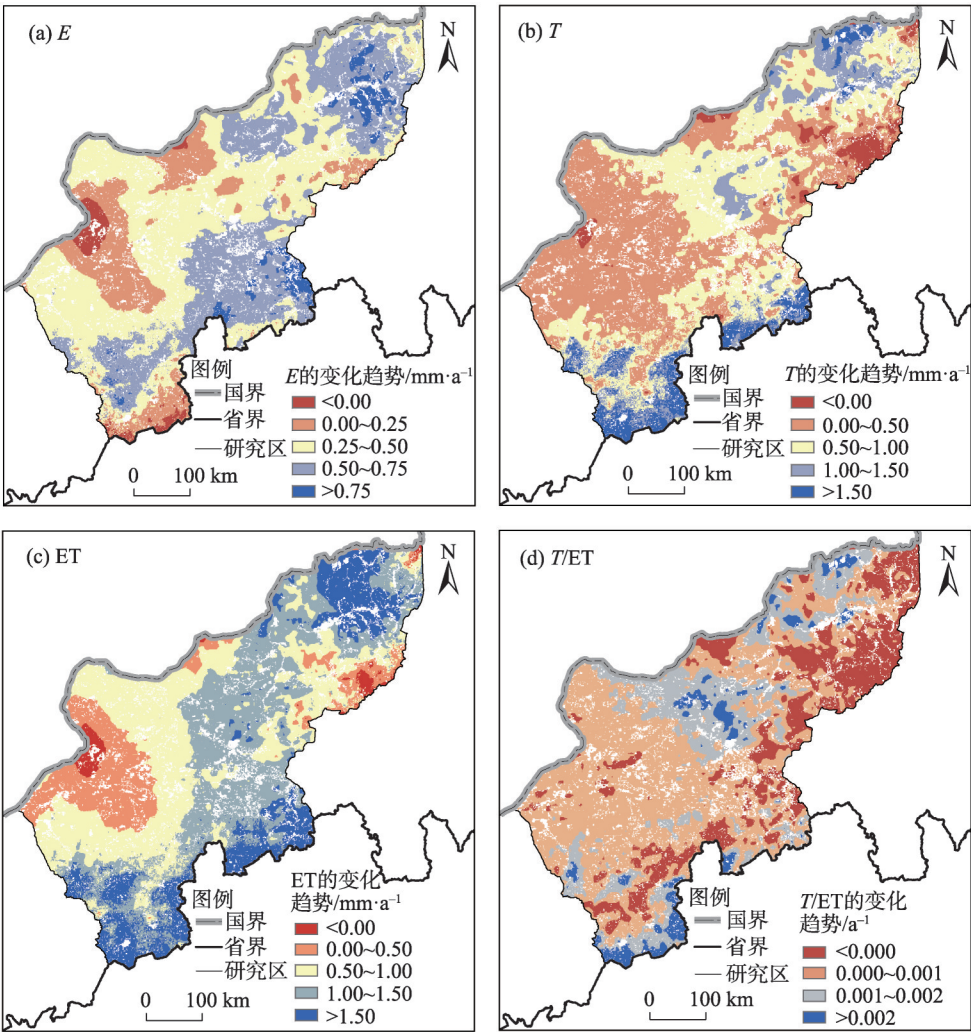 (a) E
N
图例
国界
省界
研究区
0 100 km
E的变化趋势/mm·a⁻¹
<0.00
0.00~0.25
0.25~0.50
0.50~0.75
>0.75
(b) T
N
图例
国界
省界
研究区
0 100 km
T的变化趋势/mm·a⁻¹
<0.00
0.00~0.50
0.50~1.00
1.00~1.50
>1.50
(c) ET
N
图例
国界
省界
研究区
0 100 km
ET的变化
趋势/mm·a⁻¹
<0.00
0.00~0.50
0.50~1.00
1.00~1.50
>1.50
(d) T/ET
N
图例
国界
省界
研究区
0 100 km
T/ET的变化
趋势/a⁻¹
<0.000
0.000~0.001
0.001~0.002
>0.002